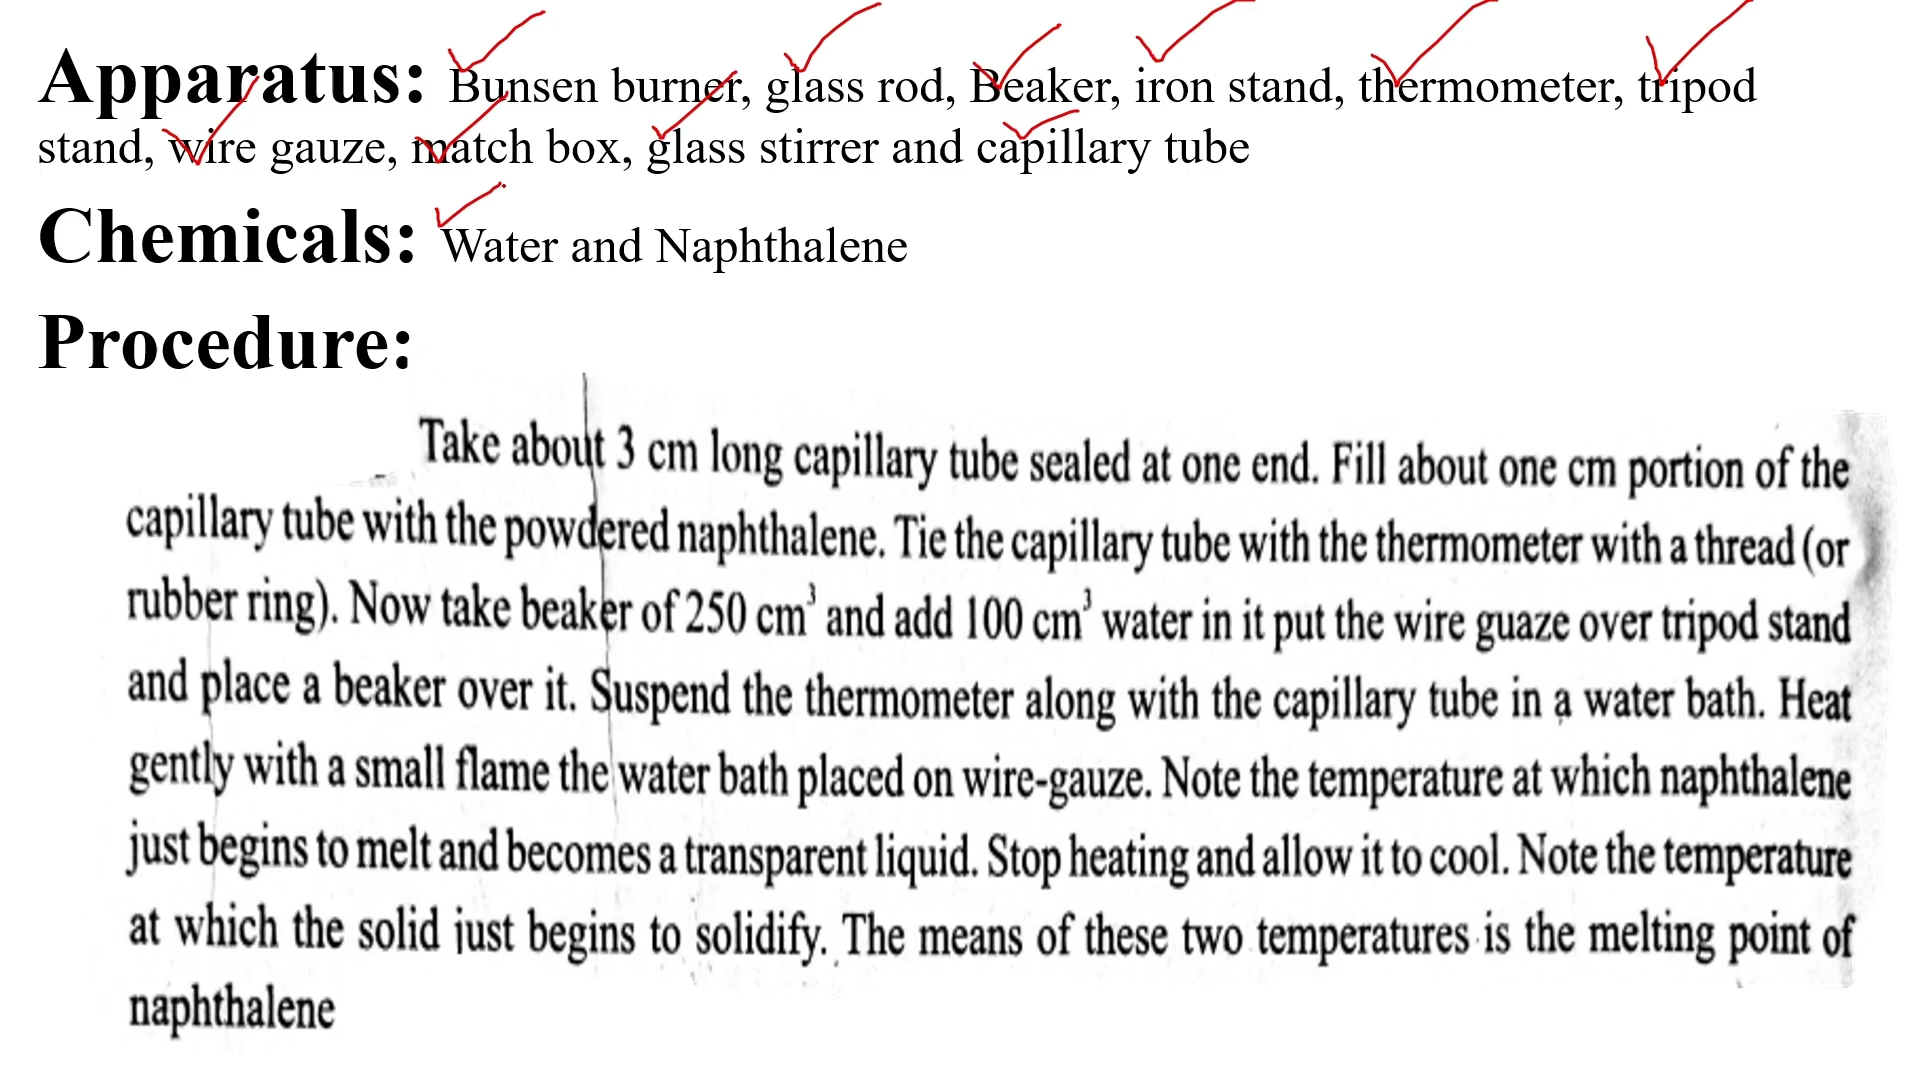 Apparatus: Bunsen burner, glass rod, Beaker, iron stand, thermometer, tripod
stand, wire gauze, match box, glass stirrer and capillary tube
Chemicals: Water and Naphthalene
Procedure:
Take about 3 cm long capillary tube sealed at one end. Fill about one cm portion of the
capillary tube with the powdered naphthalene. Tie the capillary tube with the thermometer with a thread (or
rubber ring). Now take beaker of 250 cm³ and add 100 cm³ water in it put the wire guaze over tripod stand
and place a beaker over it. Suspend the thermometer along with the capillary tube in a water bath. Heat
gently with a small flame the water bath placed on wire-gauze. Note the temperature at which naphthalene
just begins to melt and becomes a transparent liquid. Stop heating and allow it to cool. Note the temperature
at which the solid just begins to solidify. The means of these two temperatures is the melting point of
naphthalene